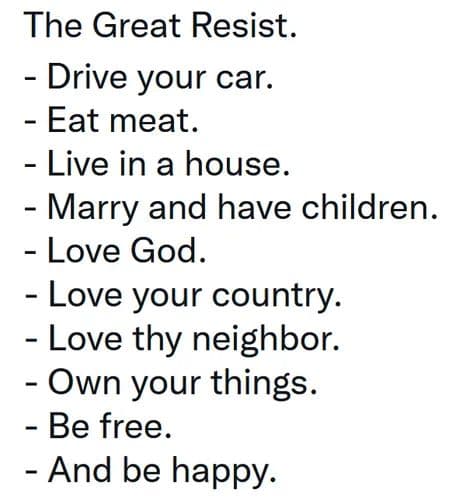 The Great Resist.
- Drive your car.
- Eat meat.
- Live in a house.
- Marry and have children.
- Love God.
- Love your country.
- Love thy neighbor.
- Own your things.
- Be free.
- And be happy.